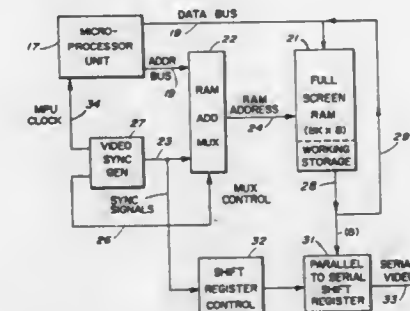 DATA BUS
19
MICRO-
PROCESSOR
UNIT
17
ADDR
BUS
19
22
RAM
ADD
MUX
21
FULL
SCREEN
RAM
(8K x 8)
WORKING
STORAGE
RAM
ADDRESS
24
29
MPU
CLOCK
34
27
VIDEO
SYNC
GEN
23
SYNC
SIGNALS
26
MUX
CONTROL
28
(8)
32
SHIFT
REGISTER
CONTROL
31
PARALLEL
TO SERIAL
SHIFT
REGISTER
SERIAL
VIDEO
33